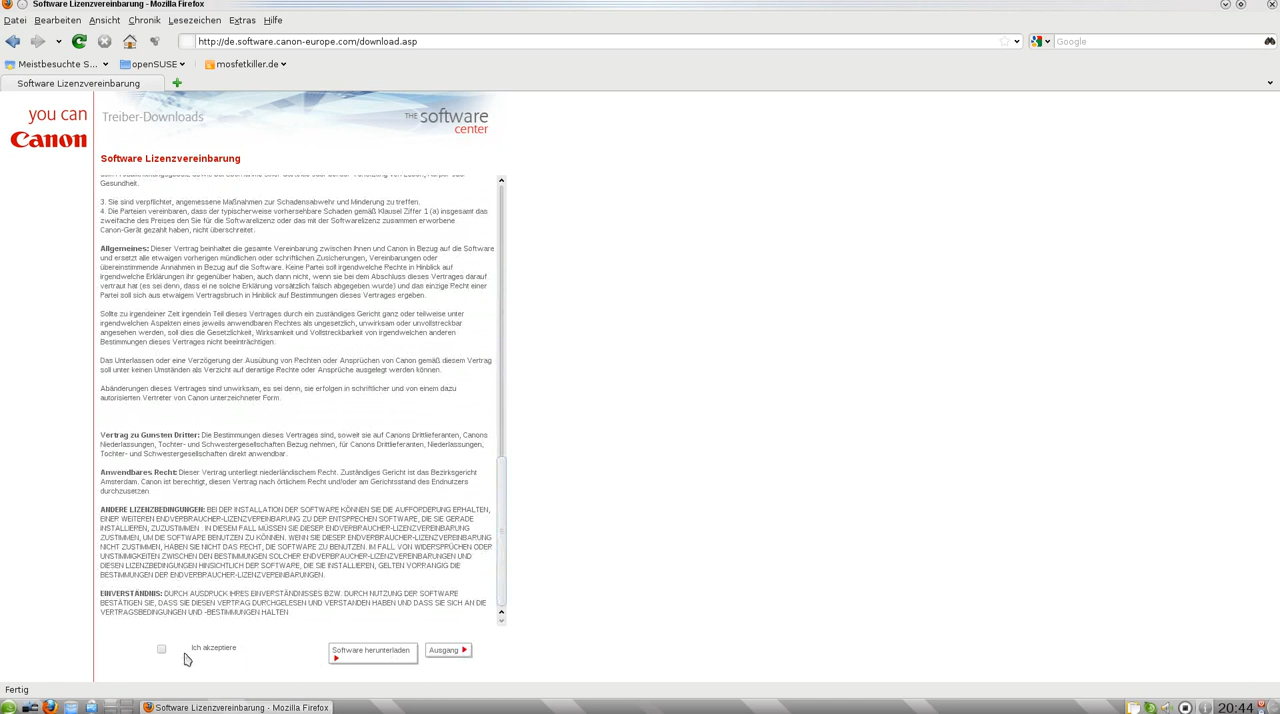 Software Lizenzvereinbarung - Mozilla Firefox
Datei Bearbeiten Ansicht Chronik Lesezeichen Extras Hilfe
http://de.software.canon-europe.com/download.asp
Google
Meistbesuchte S... openSUSE mosfetkiller.de
Software Lizenzvereinbarung
you can
Canon
Treiber-Downloads
THE software
center
Software Lizenzvereinbarung
Gesundheit.
3. Sie sind verpflichtet, angemessene Maßnahmen zur Schadensabwehr und Minderung zu treffen.
4. Die Parteien vereinbaren, dass der typischerweise vorhersehbare Schaden gemäß Klausel Ziffer 1 (a) insgesamt das
zweifache des Preises den Sie für die Softwarelizenz oder das mit der Softwarelizenz zusammen erworbene
Canon-Gerät gezahlt haben, nicht überschreitet.
Allgemeines: Dieser Vertrag beinhaltet die gesamte Vereinbarung zwischen Ihnen und Canon in Bezug auf die Software
und ersetzt alle etwaigen vorherigen mündlichen oder schriftlichen Zusicherungen, Vereinbarungen oder
übereinstimmende Annahmen in Bezug auf die Software. Keine Partei soll irgendwelche Rechte in Hinblick auf
irgendwelche Erklärungen ihr gegenüber haben, auch dann nicht, wenn sie bei dem Abschluss dieses Vertrages darauf
vertraut hat (es sei denn, dass ei ne solche Erklärung vorsätzlich falsch abgegeben wurde) und das einzige Recht einer
Partei soll sich aus etwaigem Vertragsbruch in Hinblick auf Bestimmungen dieses Vertrages ergeben.
Sollte zu irgendeiner Zeit irgendein Teil dieses Vertrages durch ein zuständiges Gericht ganz oder teilweise unter
irgendwelchen Aspekten eines jeweils anwendbaren Rechtes als ungesetzlich, unwirksam oder unvollstreckbar
angesehen werden, soll dies die Gesetzlichkeit, Wirksamkeit und Vollstreckbarkeit von irgendwelchen anderen
Bestimmungen dieses Vertrages nicht beeinträchtigen.
Das Unterlassen oder eine Verzögerung der Ausübung von Rechten oder Ansprüchen von Canon gemäß diesem Vertrag
soll unter keinen Umständen als Verzicht auf derartige Rechte oder Ansprüche ausgelegt werden können.
Abänderungen dieses Vertrages sind unwirksam, es sei denn, sie erfolgen in schriftlicher und von einem dazu
autorisierten Vertreter von Canon unterzeichneter Form.
Vertrag zu Gunsten Dritter: Die Bestimmungen dieses Vertrages sind, soweit sie auf Canons Drittlieferanten, Canons
Niederlassungen, Tochter- und Schwestergesellschaften Bezug nehmen, für Canons Drittlieferanten, Niederlassungen,
Tochter- und Schwestergesellschaften direkt anwendbar.
Anwendbares Recht: Dieser Vertrag unterliegt niederländischem Recht. Zuständiges Gericht ist das Bezirksgericht
Amsterdam. Canon ist berechtigt, diesen Vertrag nach örtlichem Recht und/oder am Gerichtsstand des Endnutzers
durchzusetzen
ANDERE LIZENZBEDINGUNGEN: BEI DER INSTALLATION DER SOFTWARE KÖNNEN SIE DIE AUFFORDERUNG ERHALTEN,
EINER WEITEREN ENDVERBRAUCHER-LIZENZVEREINBARUNG ZU DER ENTSPRECHEN SOFTWARE, DIE SIE GERADE
INSTALLIEREN, ZUZUSTIMMEN . IN DIESEM FALL MÜSSEN SIE DIESER ENDVERBRAUCHER-LIZENZVEREINBARUNG
ZUSTIMMEN, UM DIE SOFTWARE BENUTZEN ZU KÖNNEN. WENN SIE DIESER ENDVERBRAUCHER-LIZENZVEREINBARUNG
NICHT ZUSTIMMEN, HABEN SIE NICHT DAS RECHT, DIE SOFTWARE ZU BENUTZEN. IM FALL VON WIDERSPRÜCHEN ODER
UNSTIMMIGKEITEN ZWISCHEN DEN BESTIMMUNGEN SOLCHER ENDVERBRAUCHER-LIZENZVEREINBARUNGEN UND
DIESEN LIZENZBEDINGUNGEN HINSICHTLICH DER SOFTWARE, DIE SIE INSTALLIEREN, GELTEN VORRANGIG DIE
BESTIMMUNGEN DER ENDVERBRAUCHER-LIZENZVEREINBARUNGEN.
EINVERSTÄNDNIS: DURCH AUSDRUCK IHRES EINVERSTÄNDNISSES BZW. DURCH NUTZUNG DER SOFTWARE
BESTÄTIGEN SIE, DASS SIE DIESEN VERTRAG DURCHGELESEN UND VERSTANDEN HABEN UND DASS SIE SICH AN DIE
VERTRAGSBEDINGUNGEN UND -BESTIMMUNGEN HALTEN
Ich akzeptiere Software herunterladen Ausgang
Fertig
Software Lizenzvereinbarung - Mozilla Firefox 20:44